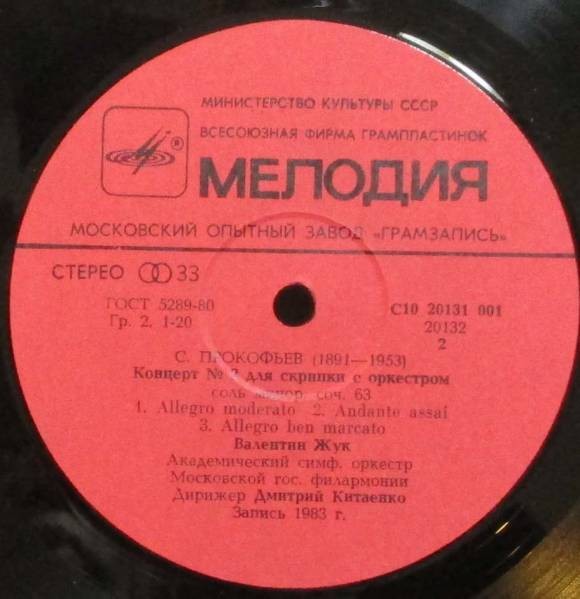 МИНИСТЕРСТВО КУЛЬТУРЫ СССР
ВСЕСОЮЗНАЯ ФИРМА ГРАМПЛАСТИНОК
®
МЕЛОДИЯ
МОСКОВСКИЙ ОПЫТНЫЙ ЗАВОД «ГРАМЗАПИСЬ»
СТЕРЕО 33
ГОСТ 5289-80
Гр. 2. 1-20
С10 20131 001
20132
2
С. ПРОКОФЬЕВ (1891—1953)
Концерт № 2 для скрипки с оркестром
соль минор, соч. 63
1. Allegro moderato 2. Andante assai
3. Allegro ben marcato
Валентин Жук
Академический симф. оркестр
Московской гос. филармонии
Дирижер Дмитрий Китаенко
Запись 1983 г.